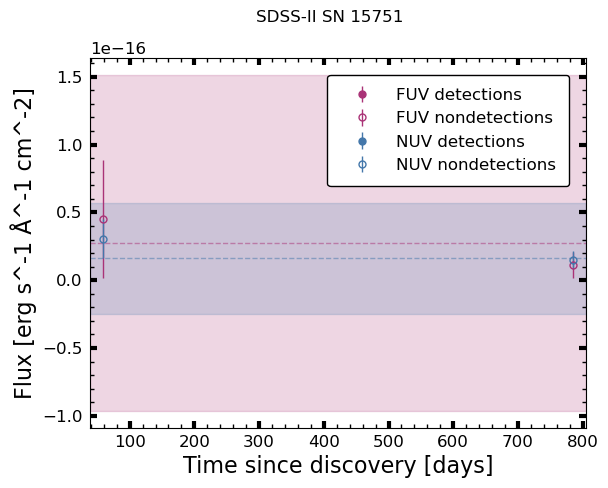 SDSS-II SN 15751
1e−16
1.5
1.0
0.5
0.0
−0.5
−1.0
Flux [erg s^-1 Å^-1 cm^-2]
FUV detections
FUV nondetections
NUV detections
NUV nondetections
100 200 300 400 500 600 700 800
Time since discovery [days]